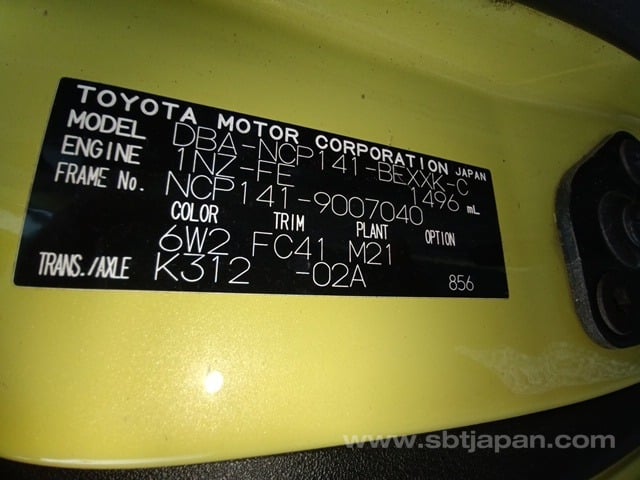 TOYOTA MOTOR CORPORATION JAPAN
MODEL DBA-NCP141-BEXXK-C
ENGINE 1NZ-FE 1496 mL
FRAME No. NCP141-9007040
COLOR TRIM PLANT OPTION
6W2 FC41 M21
TRANS./AXLE K312 -02A 856
www.sbtjapan.com